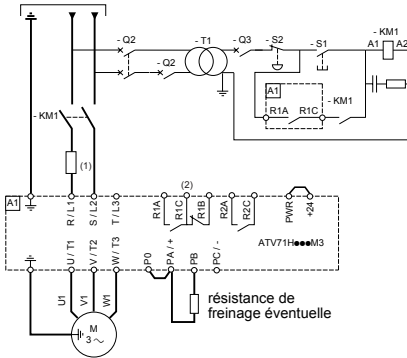 - Q2
- T1
- Q3
- S2
- S1
- KM1
A1
A2
- Q2
A1
R1A
R1C
- KM1
- KM1
(1)
(2)
A1
R / L1
S / L2
T / L3
R1A
R1C
R1B
R2A
R2C
PWR
+24
ATV71H●●●M3
U / T1
V / T2
W / T3
P0
PA / +
PB
PC / -
U1
V1
W1
M
3 ~
résistance de
freinage éventuelle